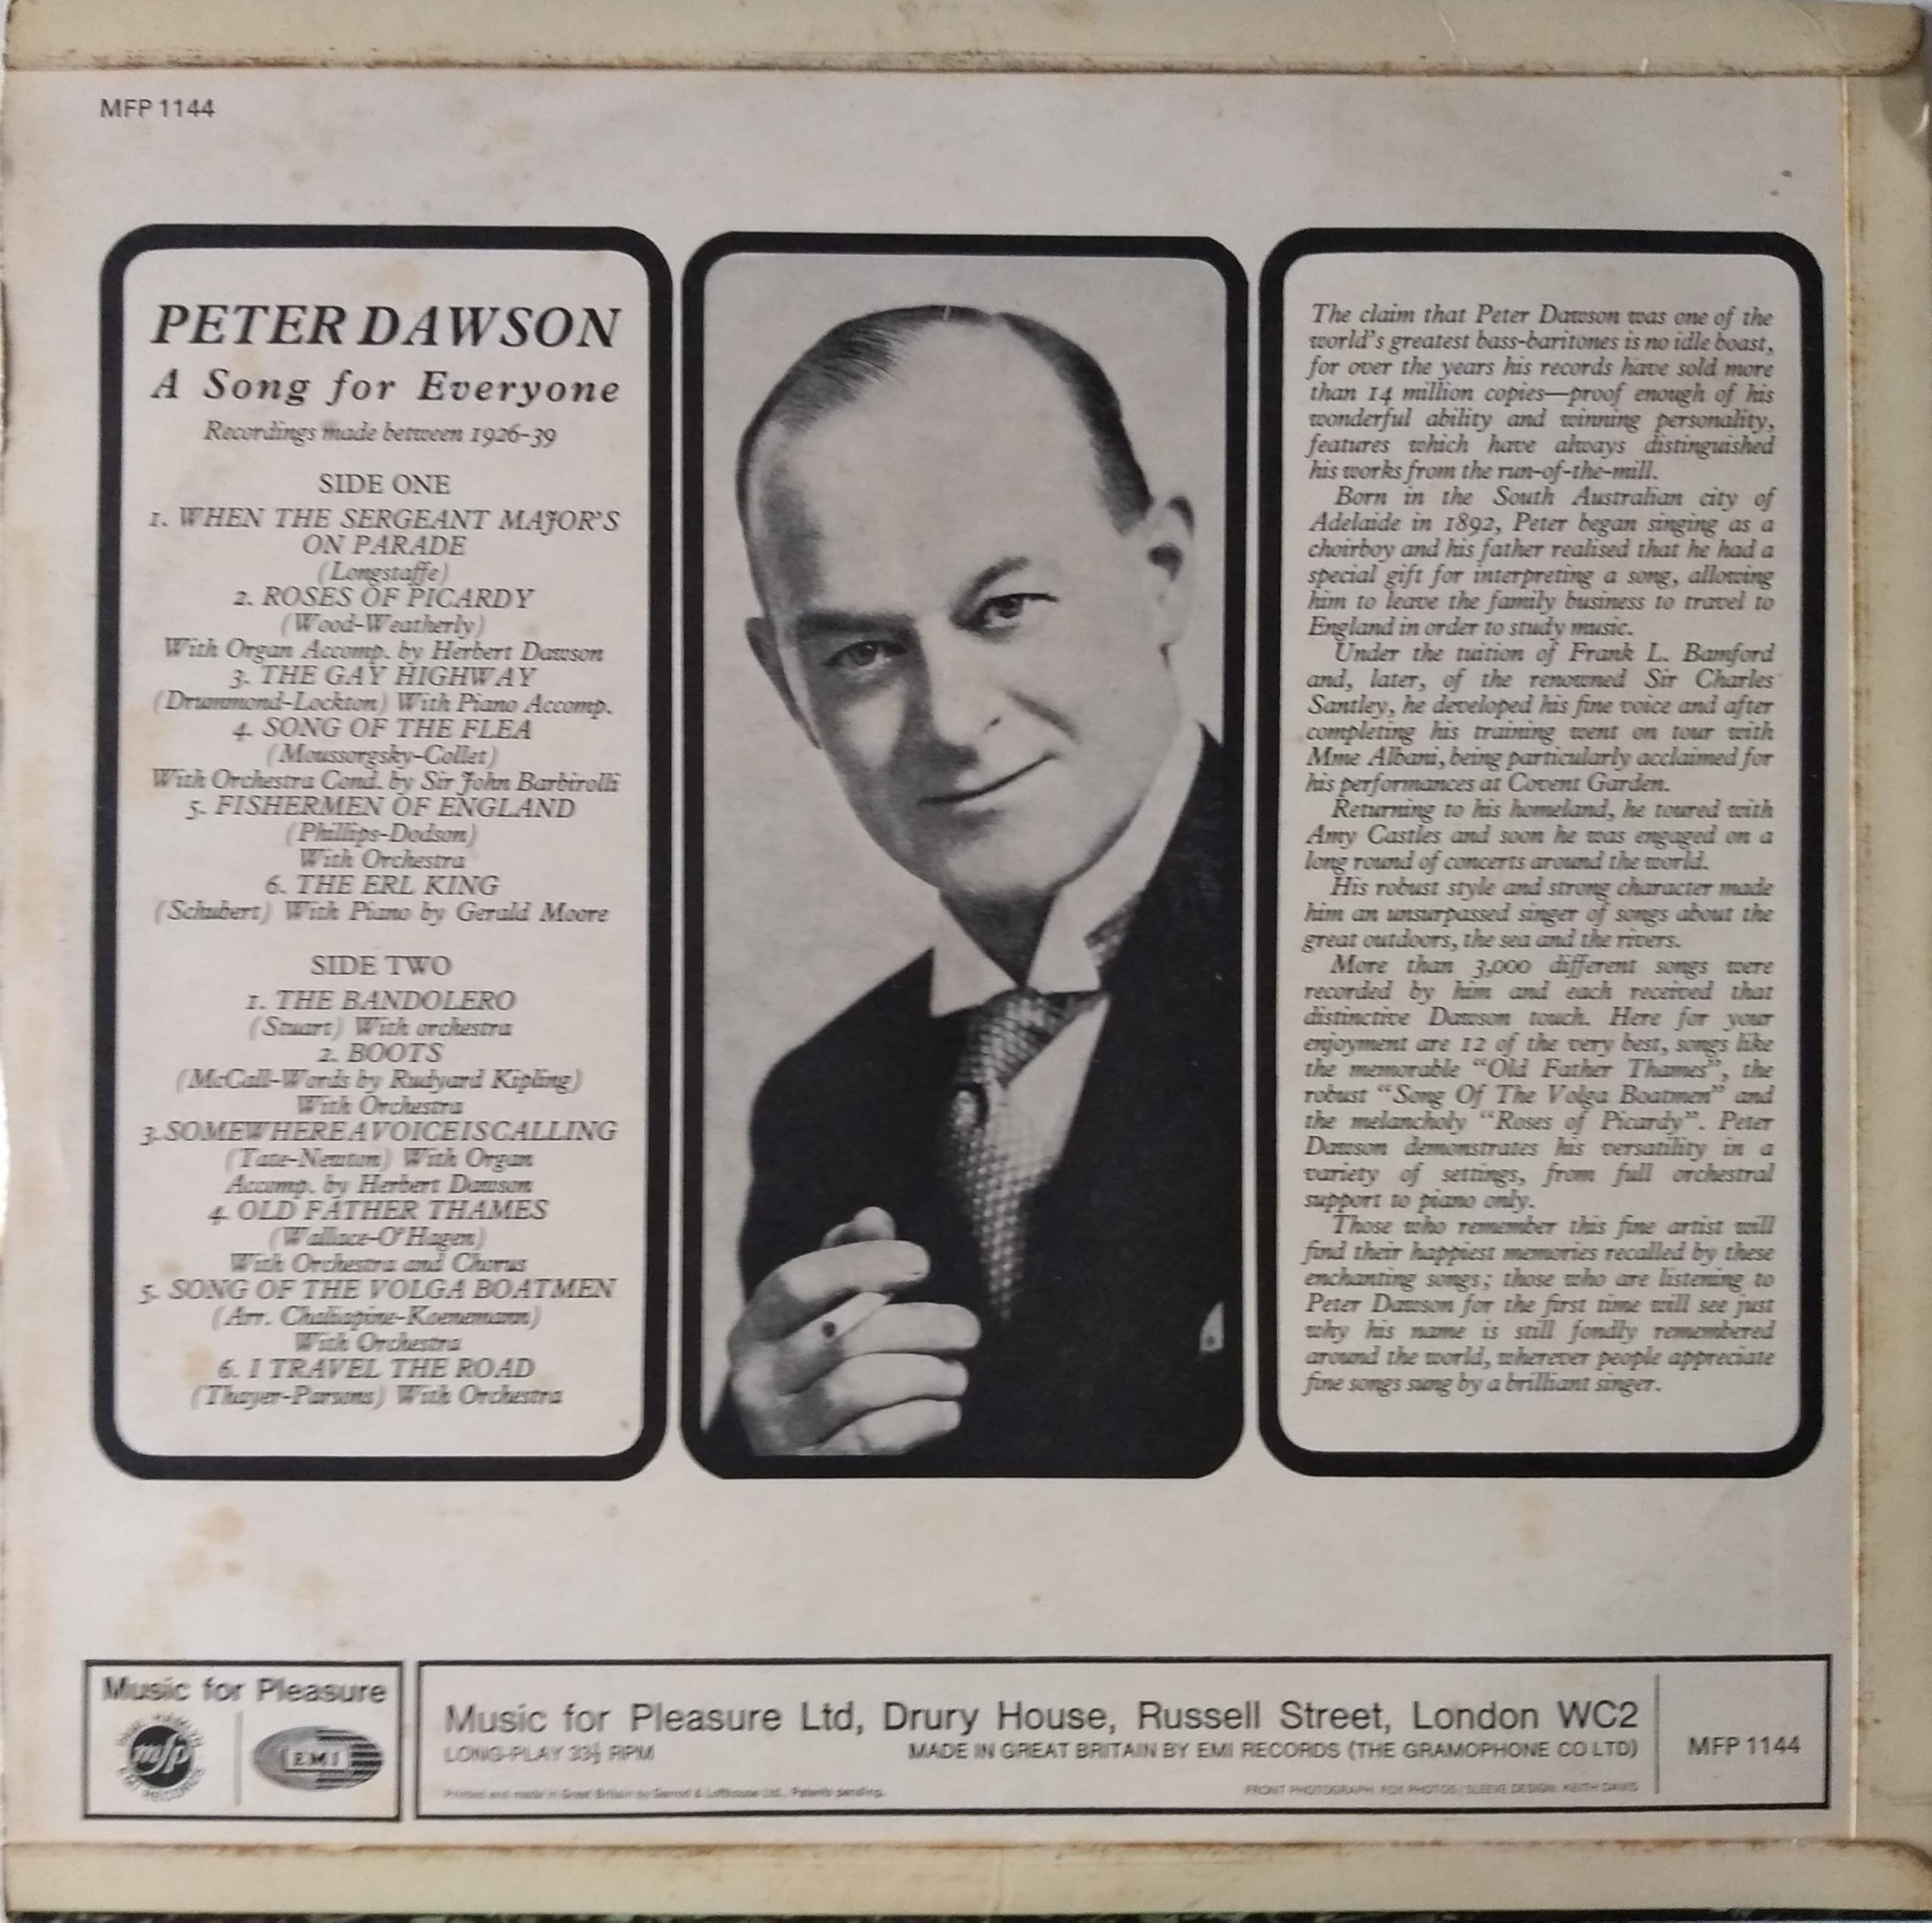 MFP 1144
PETER DAWSON
A Song for Everyone
Recordings made between 1926-39
SIDE ONE
1. WHEN THE SERGEANT MAJOR'S
ON PARADE
(Longstaffe)
2. ROSES OF PICARDY
(Wood-Weatherly)
With Organ Accomp. by Herbert Dawson
3. THE GAY HIGHWAY
(Drummond-Lockton) With Piano Accomp.
4. SONG OF THE FLEA
(Moussorgsky-Collet)
With Orchestra Cond. by Sir John Barbirolli
5. FISHERMEN OF ENGLAND
(Phillips-Dodson)
With Orchestra
6. THE ERL KING
(Schubert) With Piano by Gerald Moore
SIDE TWO
1. THE BANDOLERO
(Stuart) With orchestra
2. BOOTS
(McCall-Words by Rudyard Kipling)
With Orchestra
3. SOMEWHERE A VOICE IS CALLING
(Tate-Newton) With Organ
Accomp. by Herbert Dawson
4. OLD FATHER THAMES
(Wallace-O'Hagen)
With Orchestra and Chorus
5. SONG OF THE VOLGA BOATMEN
(Arr. Chaliapine-Koenemann)
With Orchestra
6. I TRAVEL THE ROAD
(Thayer-Parsons) With Orchestra
The claim that Peter Dawson was one of the
world's greatest bass-baritones is no idle boast,
for over the years his records have sold more
than 14 million copies—proof enough of his
wonderful ability and winning personality,
features which have always distinguished
his works from the run-of-the-mill.
Born in the South Australian city of
Adelaide in 1892, Peter began singing as a
choirboy and his father realised that he had a
special gift for interpreting a song, allowing
him to leave the family business to travel to
England in order to study music.
Under the tuition of Frank L. Bamford
and, later, of the renowned Sir Charles
Santley, he developed his fine voice and after
completing his training went on tour with
Mme Albani, being particularly acclaimed for
his performances at Covent Garden.
Returning to his homeland, he toured with
Amy Castles and soon he was engaged on a
long round of concerts around the world.
His robust style and strong character made
him an unsurpassed singer of songs about the
great outdoors, the sea and the rivers.
More than 3,000 different songs were
recorded by him and each received that
distinctive Dawson touch. Here for your
enjoyment are 12 of the very best, songs like
the memorable "Old Father Thames", the
robust "Song Of The Volga Boatmen" and
the melancholy "Roses of Picardy". Peter
Dawson demonstrates his versatility in a
variety of settings, from full orchestral
support to piano only.
Those who remember this fine artist will
find their happiest memories recalled by these
enchanting songs; those who are listening to
Peter Dawson for the first time will see just
why his name is still fondly remembered
around the world, wherever people appreciate
fine songs sung by a brilliant singer.
Music for Pleasure
mfp
EMI
Music for Pleasure Ltd, Drury House, Russell Street, London WC2
LONG-PLAY 33⅓ RPM
MADE IN GREAT BRITAIN BY EMI RECORDS (THE GRAMOPHONE CO LTD)
Printed and made in Great Britain by Garrod & Lofthouse Ltd., Patents pending.
FRONT PHOTOGRAPH: FOX PHOTOS/SLEEVE DESIGN: KEITH DAVIS
MFP 1144